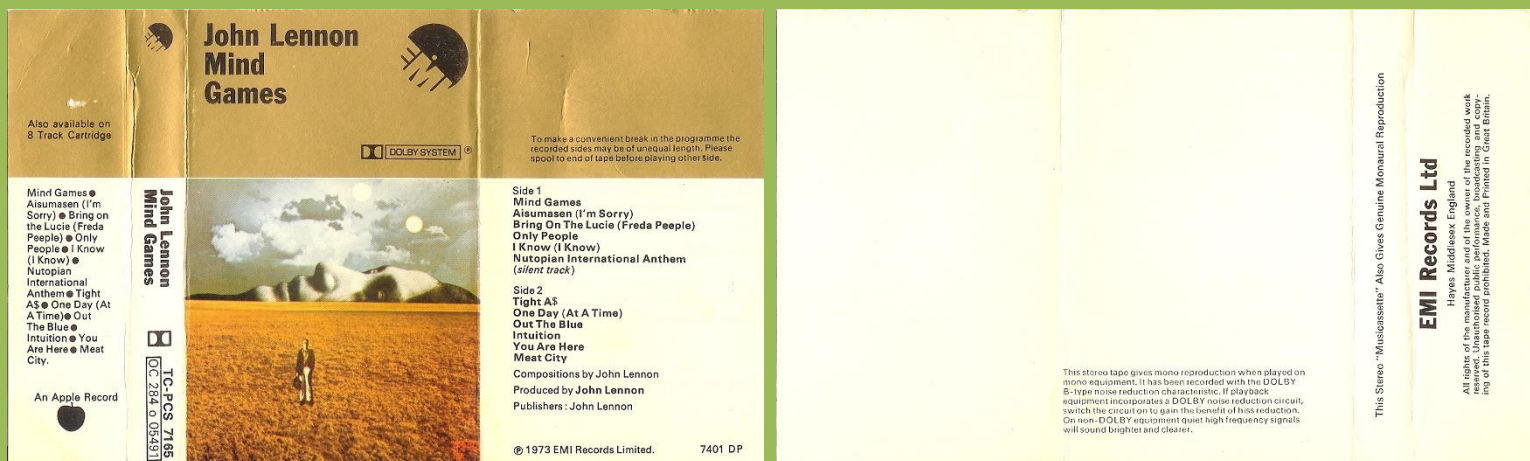 Also available on
8 Track Cartridge
Mind Games ●
Aisumasen (I'm
Sorry) ● Bring on
the Lucie (Freda
Peeple) ● Only
People ● I Know
(I Know) ●
Nutopian
International
Anthem ● Tight
A$ ● One Day (At
A Time) ● Out
The Blue ●
Intuition ● You
Are Here ● Meat
City.
An Apple Record
EMI
John Lennon
Mind Games
TC-PCS 7165
OC 284 o 05491
John Lennon
Mind
Games
EMI
DOLBY SYSTEM ®
To make a convenient break in the programme the
recorded sides may be of unequal length. Please
spool to end of tape before playing other side.
Side 1
Mind Games
Aisumasen (I'm Sorry)
Bring On The Lucie (Freda Peeple)
Only People
I Know (I Know)
Nutopian International Anthem
(silent track)
Side 2
Tight A$
One Day (At A Time)
Out The Blue
Intuition
You Are Here
Meat City
Compositions by John Lennon
Produced by John Lennon
Publishers : John Lennon
℗ 1973 EMI Records Limited. 7401 DP
This stereo tape gives mono reproduction when played on
mono equipment. It has been recorded with the DOLBY
B-type noise reduction characteristic. If playback
equipment incorporates a DOLBY noise reduction circuit,
switch the circuit on to gain the benefit of hiss reduction.
On non-DOLBY equipment quiet high frequency signals
will sound brighter and clearer.
This Stereo "Musicassette" Also Gives Genuine Monaural Reproduction
EMI Records Ltd
Hayes Middlesex England
All rights of the manufacturer and of the owner of the recorded work
reserved. Unauthorised public performance, broadcasting and copy-
ing of this tape record prohibited. Made and Printed in Great Britain.